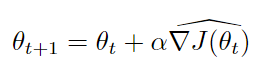 θ_{t+1} = θ_t + α\widehat{∇J(θ_t)}